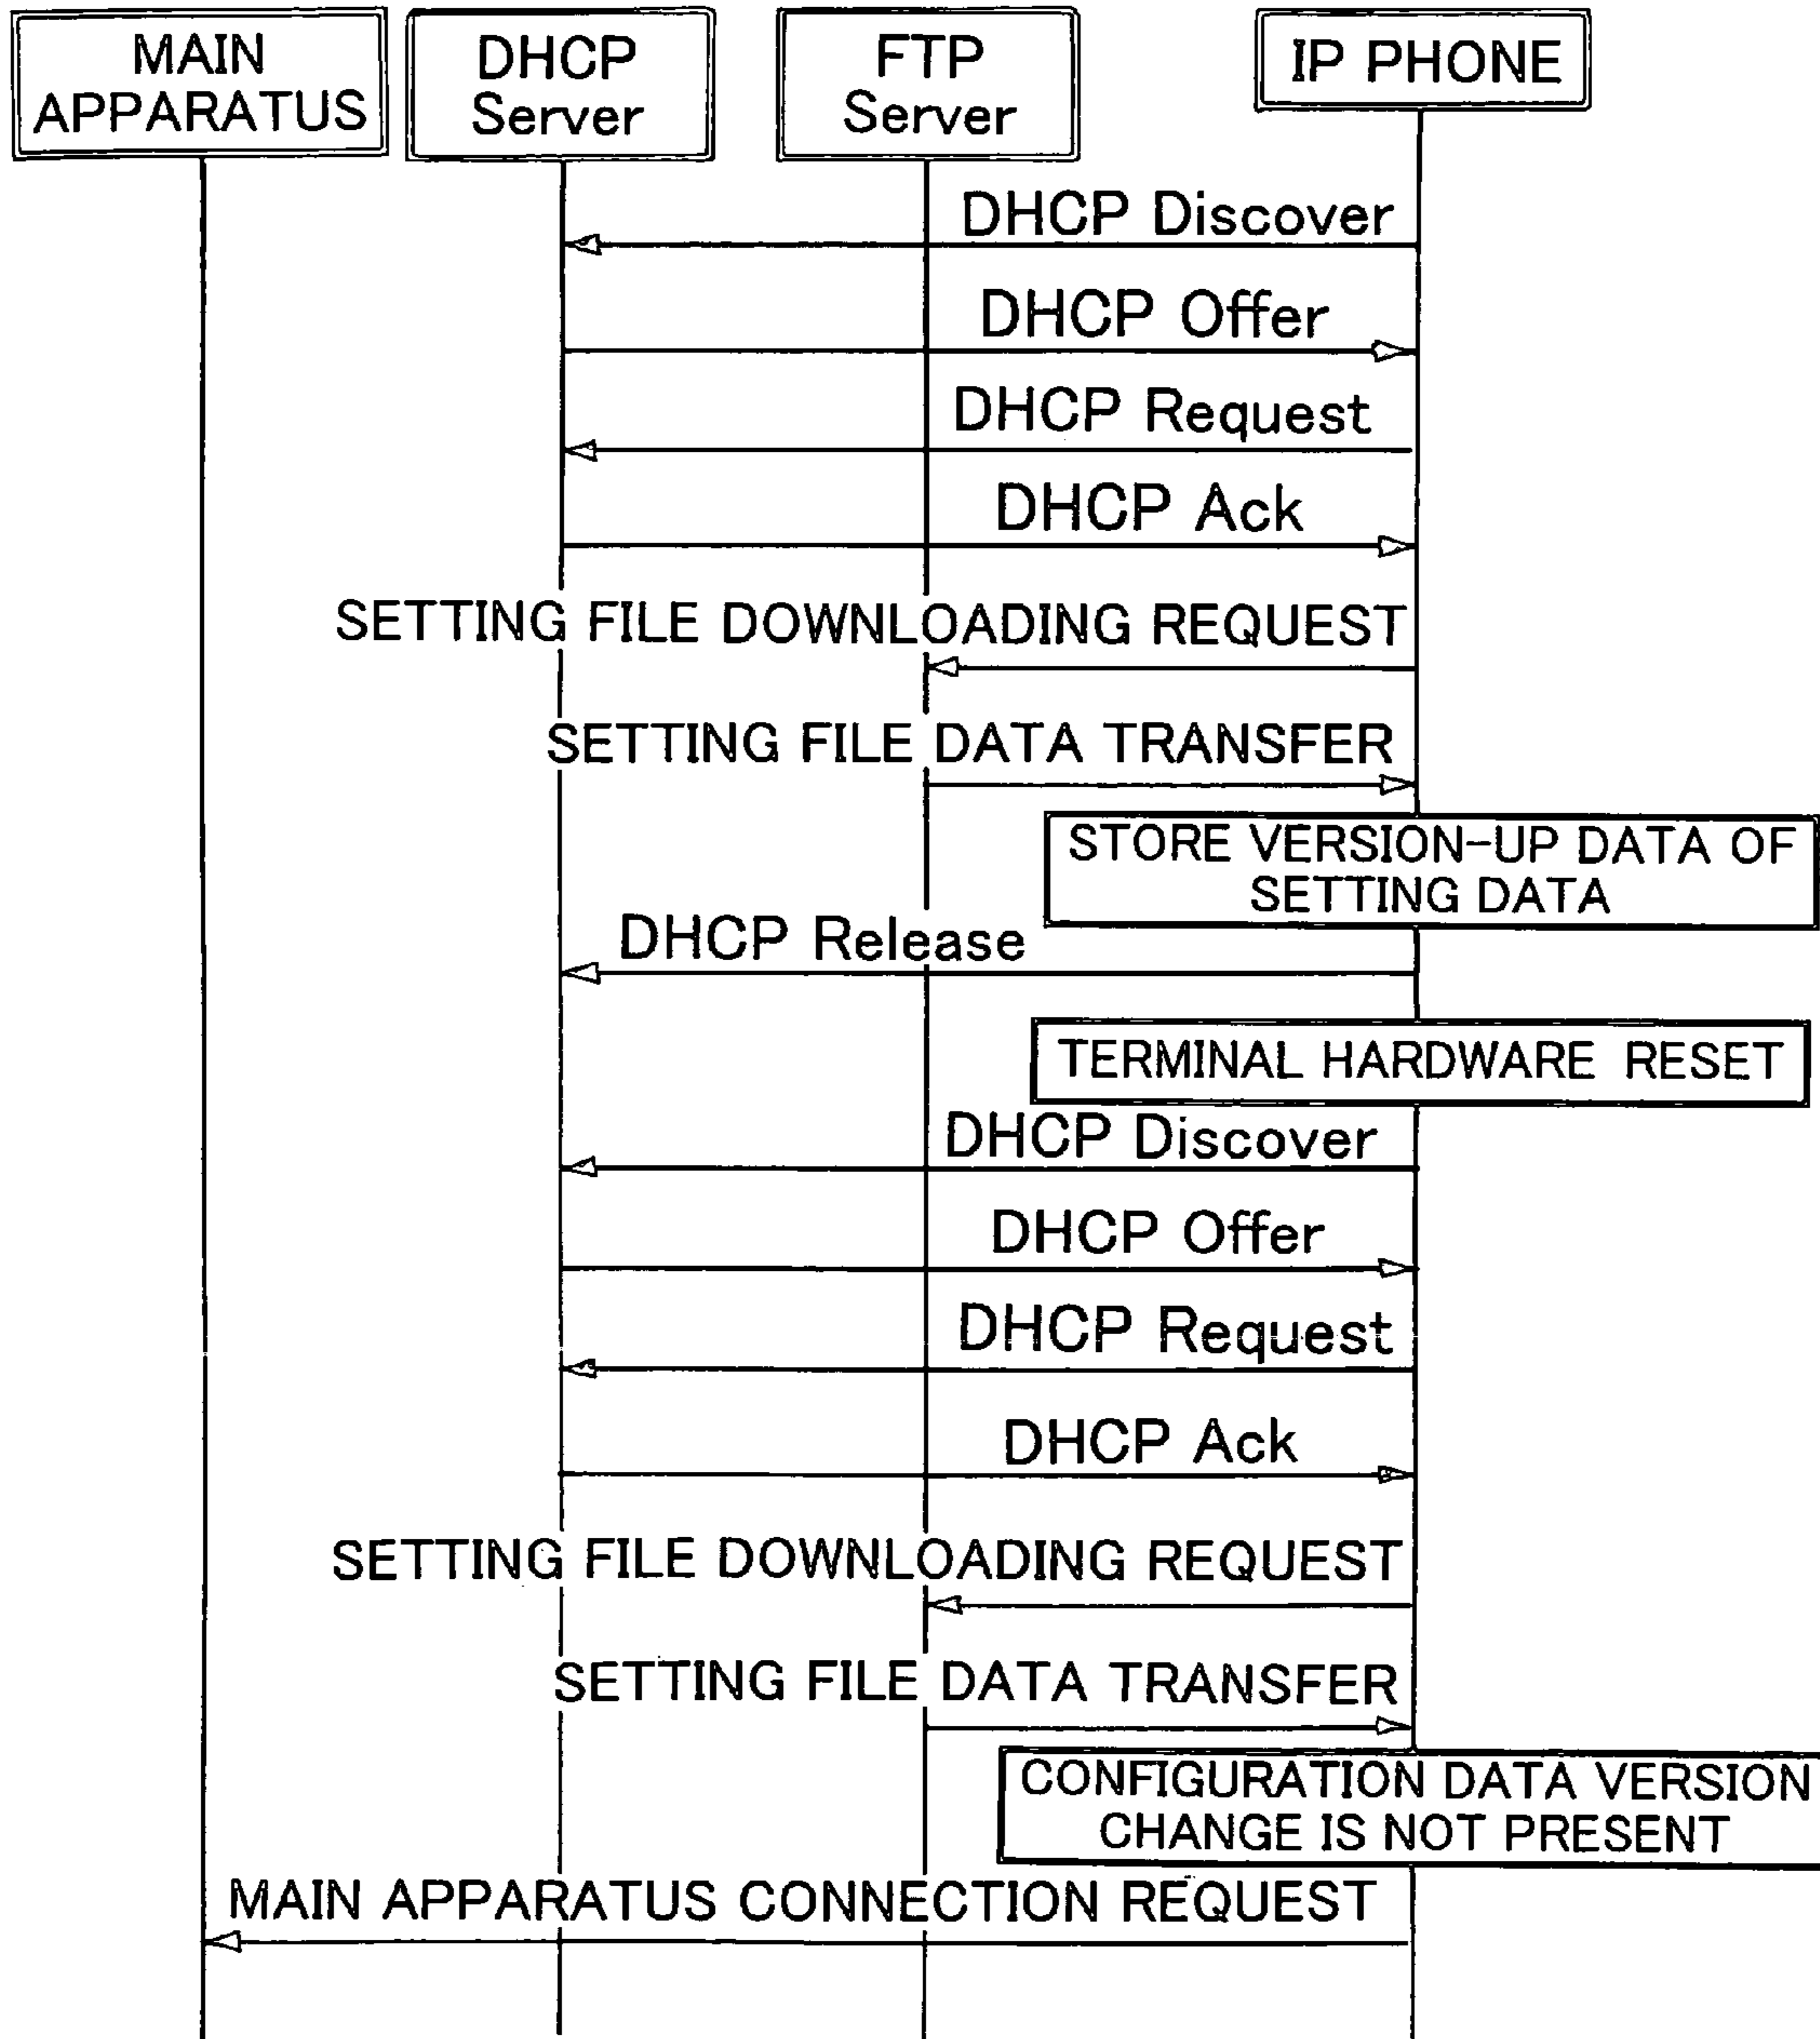 MAIN
APPARATUS
DHCP
Server
FTP
Server
IP PHONE
DHCP Discover
DHCP Offer
DHCP Request
DHCP Ack
SETTING FILE DOWNLOADING REQUEST
SETTING FILE DATA TRANSFER
STORE VERSION-UP DATA OF
SETTING DATA
DHCP Release
TERMINAL HARDWARE RESET
DHCP Discover
DHCP Offer
DHCP Request
DHCP Ack
SETTING FILE DOWNLOADING REQUEST
SETTING FILE DATA TRANSFER
CONFIGURATION DATA VERSION
CHANGE IS NOT PRESENT
MAIN APPARATUS CONNECTION REQUEST